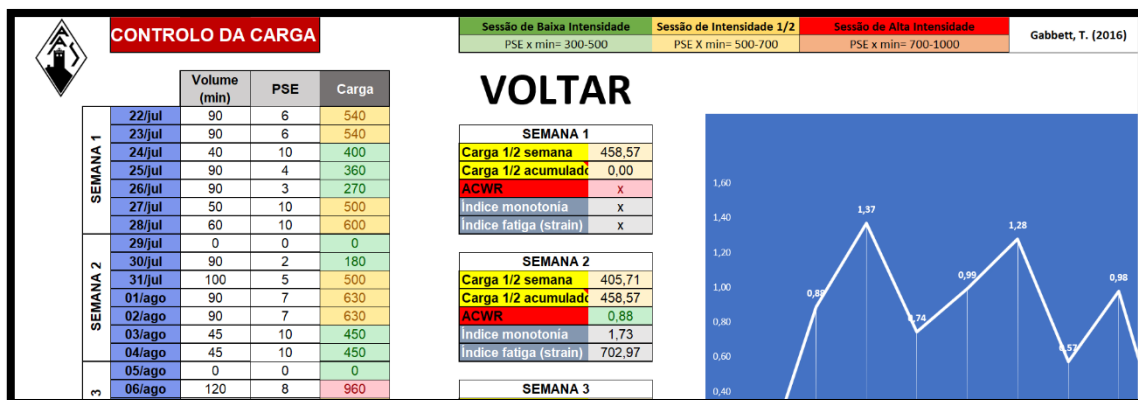 CONTROLO DA CARGA
Sessão de Baixa Intensidade Sessão de Intensidade 1/2 Sessão de Alta Intensidade Gabbett, T. (2016)
PSE x min= 300-500 PSE X min= 500-700 PSE x min= 700-1000
VOLTAR
Volume (min) PSE Carga
SEMANA 1
22/jul 90 6 540
23/jul 90 6 540
24/jul 40 10 400
25/jul 90 4 360
26/jul 90 3 270
27/jul 50 10 500
28/jul 60 10 600
SEMANA 2
29/jul 0 0 0
30/jul 90 2 180
31/jul 100 5 500
01/ago 90 7 630
02/ago 90 7 630
03/ago 45 10 450
04/ago 45 10 450
3
05/ago 0 0 0
06/ago 120 8 960
SEMANA 1
Carga 1/2 semana 458,57
Carga 1/2 acumulado 0,00
ACWR x
Índice monotonia x
Índice fatiga (strain) x
SEMANA 2
Carga 1/2 semana 405,71
Carga 1/2 acumulado 458,57
ACWR 0,88
Índice monotonia 1,73
Índice fatiga (strain) 702,97
SEMANA 3
1,60
1,40
1,20
1,00
0,80
0,60
0,40
0,88
1,37
0,74
0,99
1,28
0,57
0,98